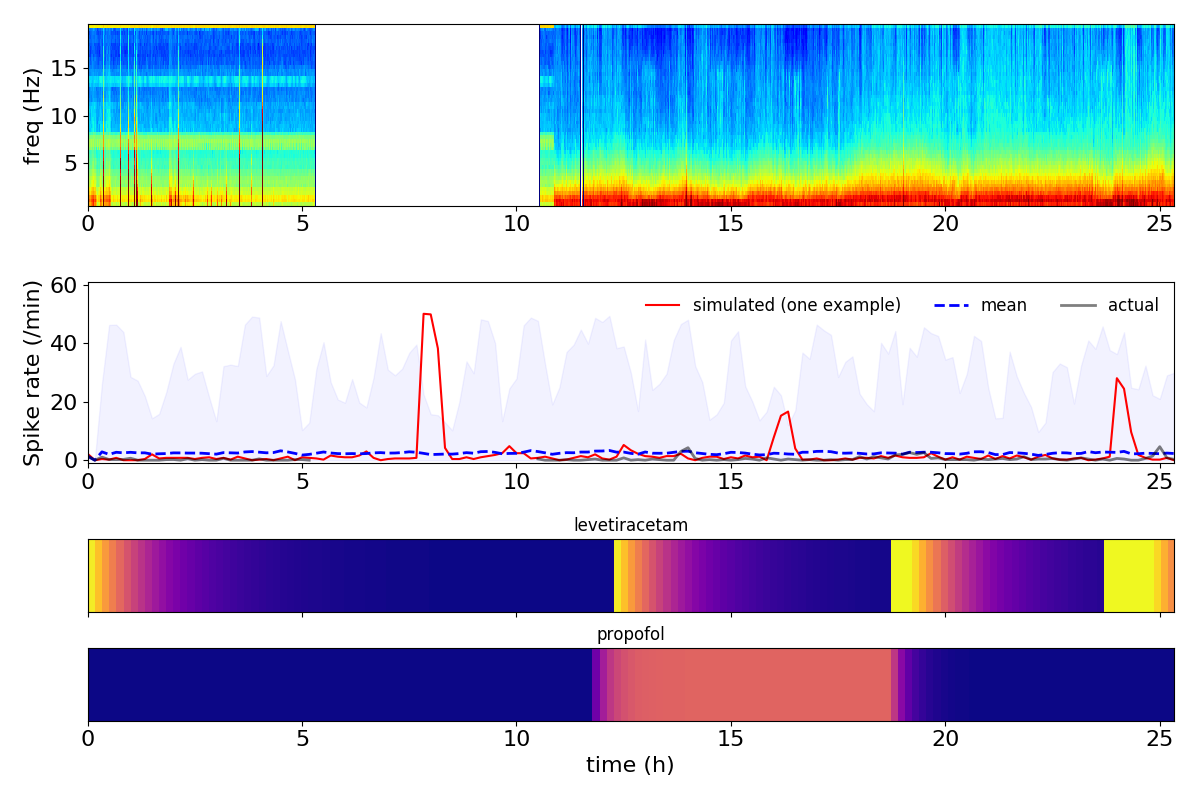 freq (Hz)
15
10
5
0 5 10 15 20 25
Spike rate (/min)
60
40
20
0
simulated (one example) mean actual
0 5 10 15 20 25
levetiracetam
propofol
0 5 10 15 20 25
time (h)